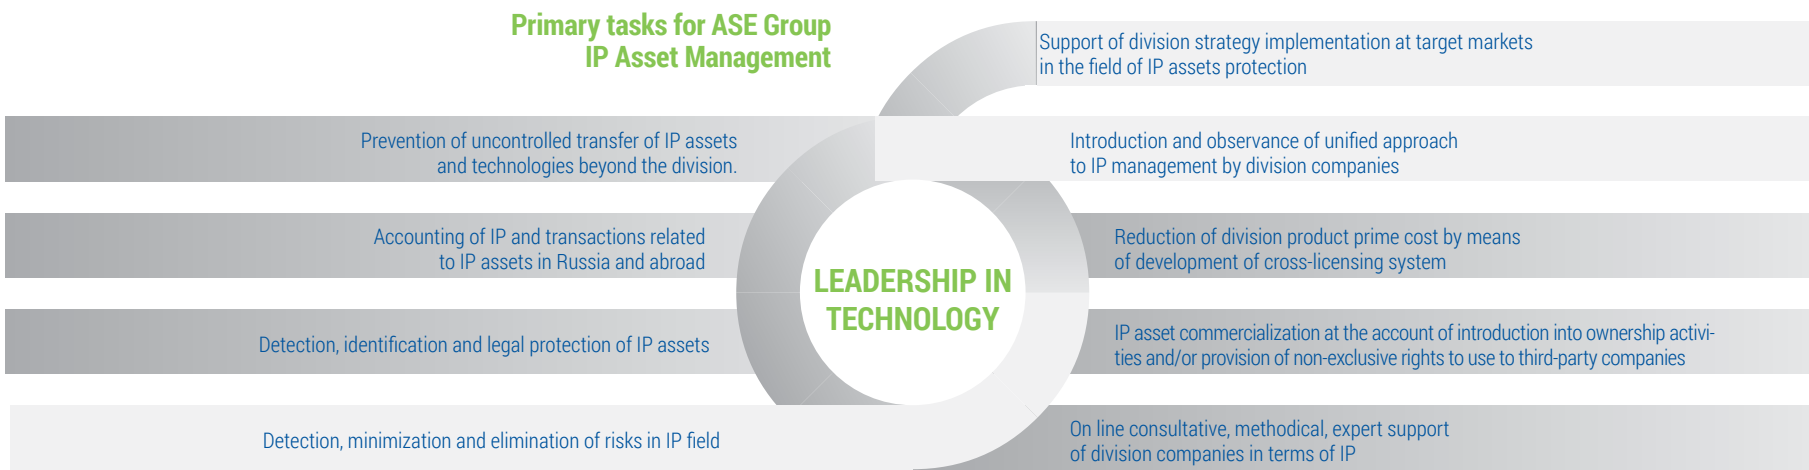 Primary tasks for ASE Group
IP Asset Management
Support of division strategy implementation at target markets
in the field of IP assets protection
Prevention of uncontrolled transfer of IP assets
and technologies beyond the division.
Introduction and observance of unified approach
to IP management by division companies
Accounting of IP and transactions related
to IP assets in Russia and abroad
Reduction of division product prime cost by means
of development of cross-licensing system
LEADERSHIP IN
TECHNOLOGY
Detection, identification and legal protection of IP assets
IP asset commercialization at the account of introduction into ownership activi-
ties and/or provision of non-exclusive rights to use to third-party companies
Detection, minimization and elimination of risks in IP field
On line consultative, methodical, expert support
of division companies in terms of IP